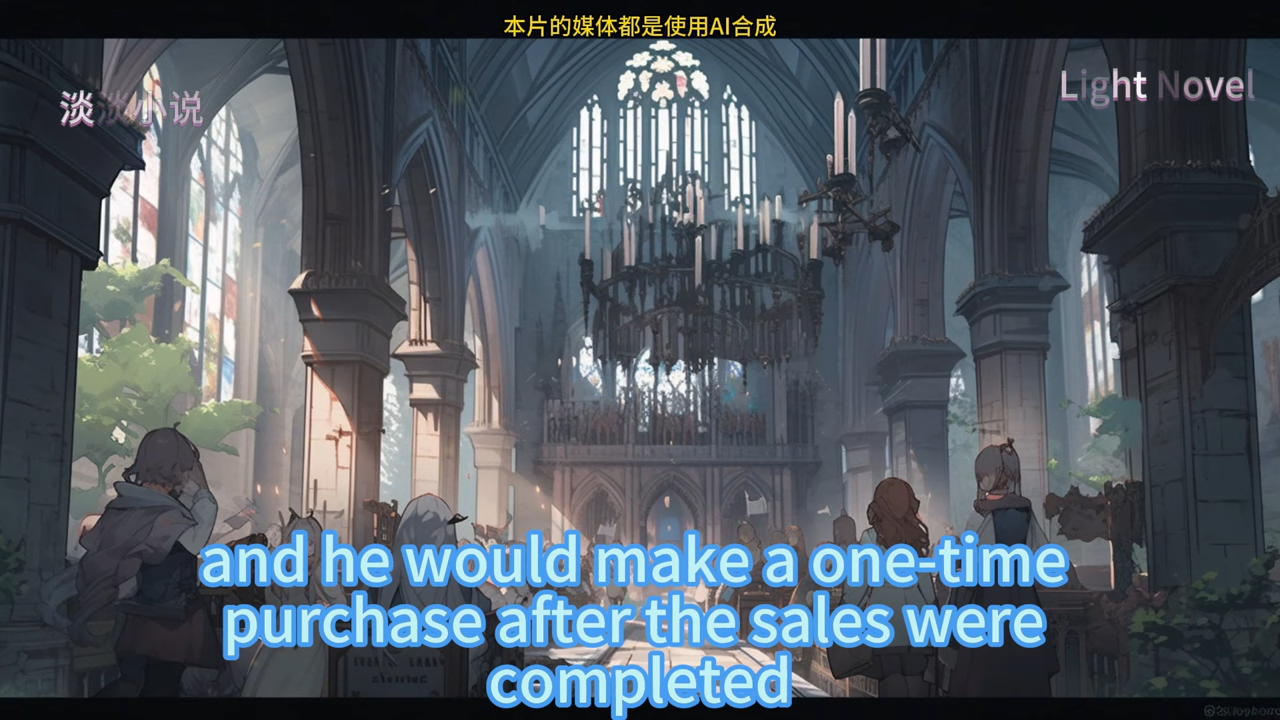 本片的媒体都是使用AI合成
淡淡小说
Light Novel
and he would make a one-time
purchase after the sales were
completed